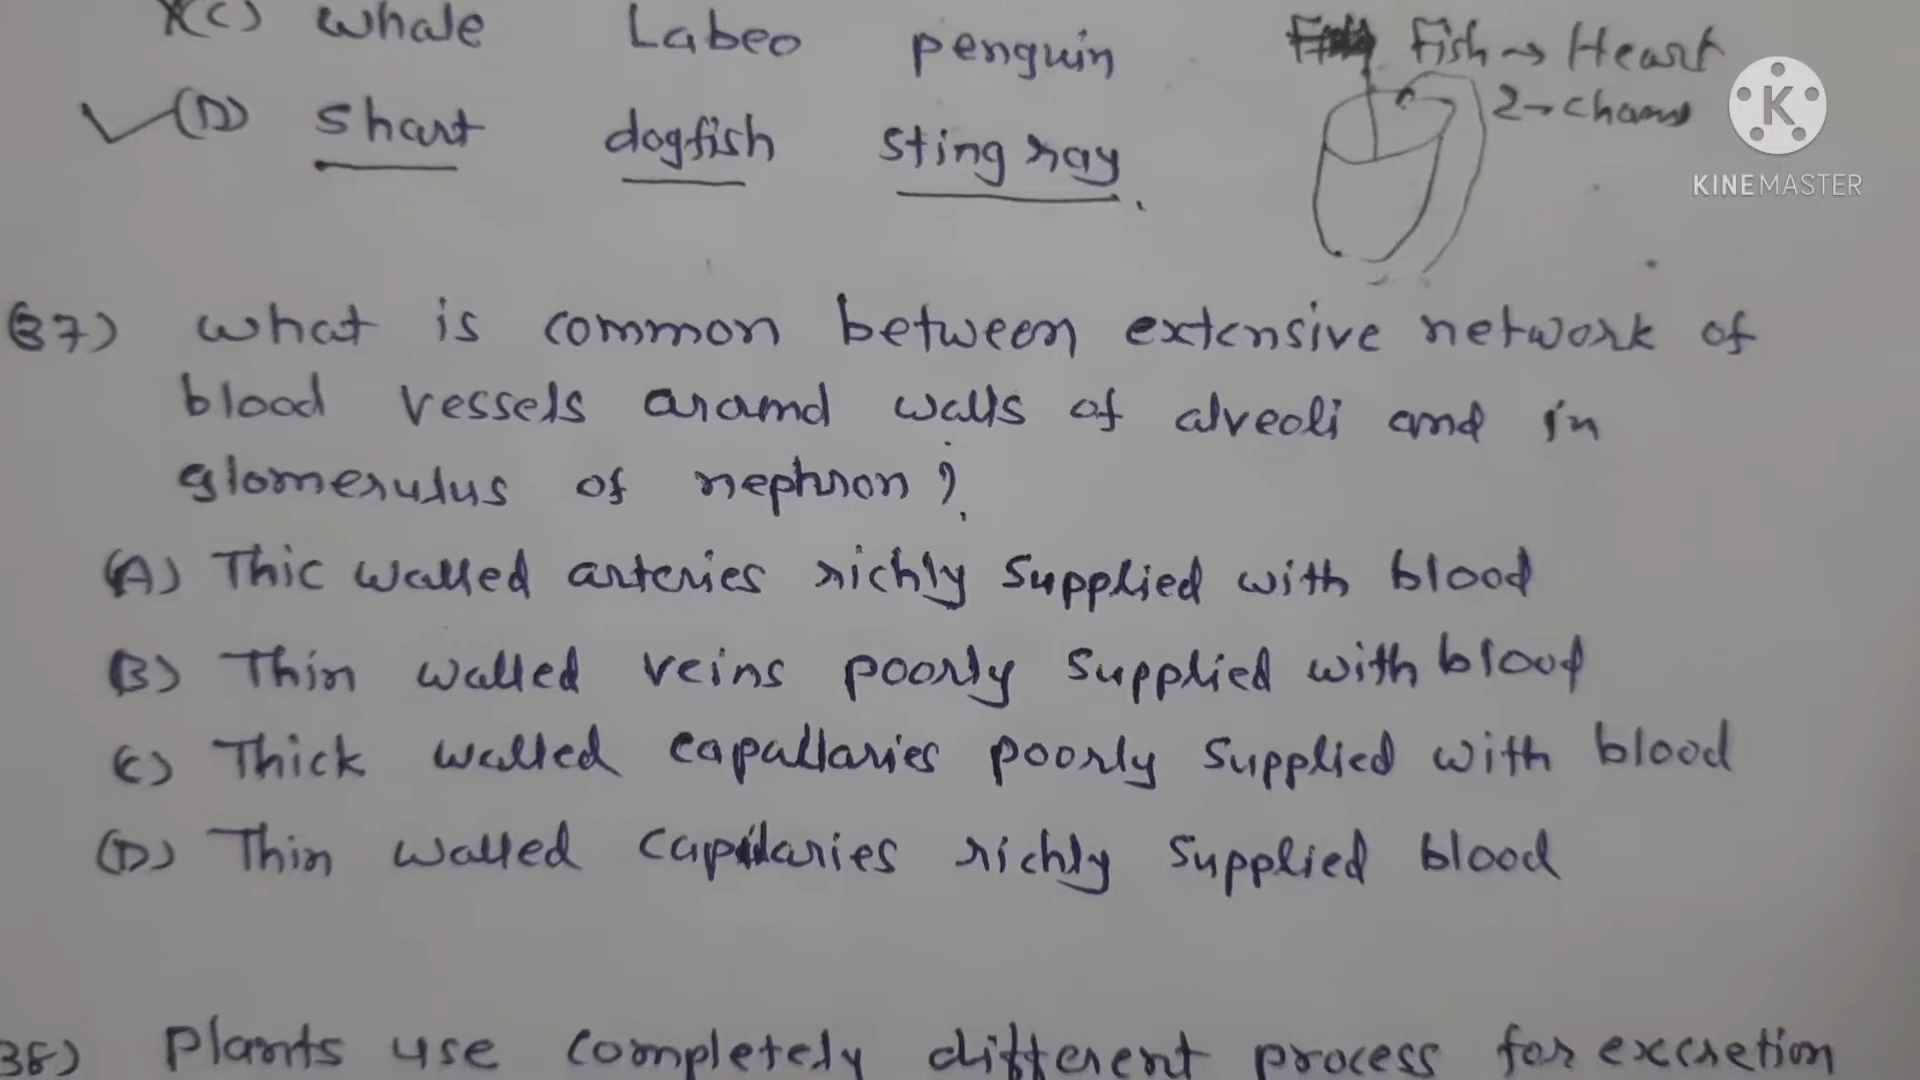 (C) Whale Labeo penguin
Fish → Heart
2-cham
(D) shart dogfish sting ray.
K
KINEMASTER
37) what is common between extensive network of
blood vessels around walls of alveoli and in
glomerulus of nephron?
(A) Thic walled arteries richly supplied with blood
(B) Thin walled veins poorly supplied with blood
(C) Thick walled capallaries poorly supplied with blood
(D) Thin walled capillaries richly supplied blood
38) Plants use completely different process for excretion